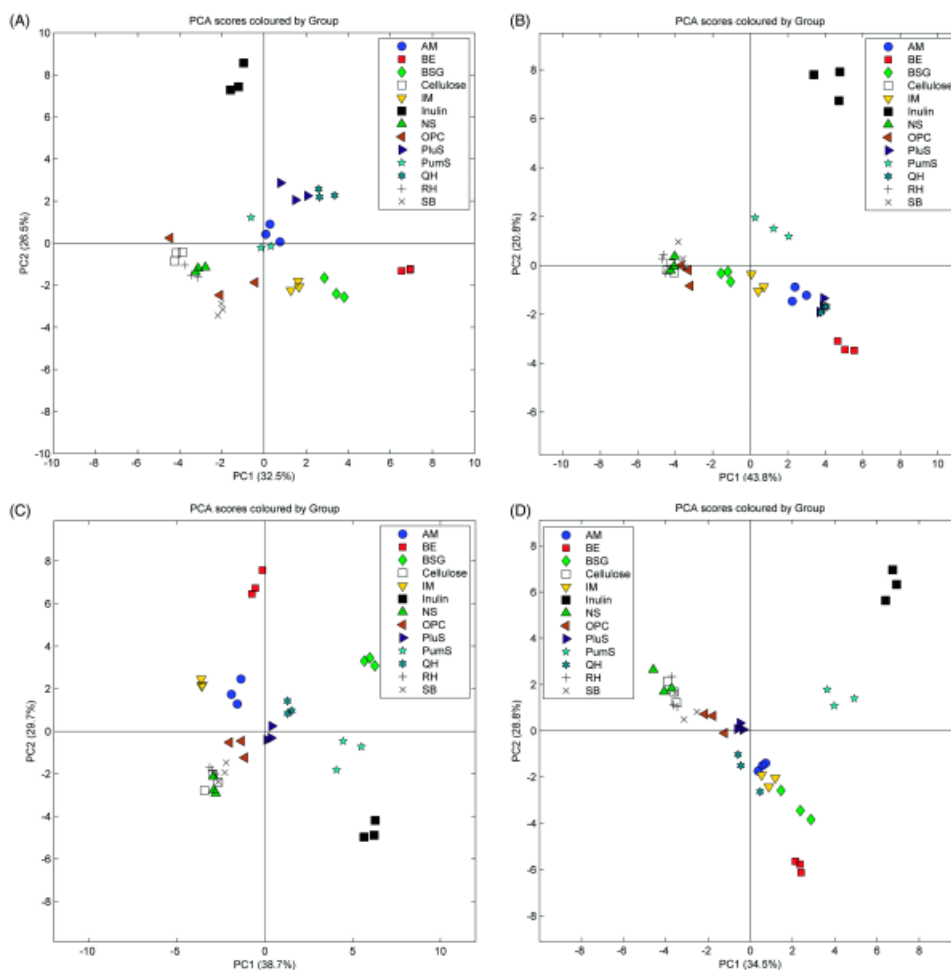 (A)
PCA scores coloured by Group
10
8
6
4
2
0
-2
-4
-6
-8
-10
PC2 (26.5%)
AM
BE
BSG
Cellulose
IM
Inulin
NS
OPC
PluS
PumS
QH
RH
SB
-10 -8 -6 -4 -2 0 2 4 6 8 10
PC1 (32.5%)
(B)
PCA scores coloured by Group
8
6
4
2
0
-2
-4
-6
PC2 (20.8%)
AM
BE
BSG
Cellulose
IM
Inulin
NS
OPC
PluS
PumS
QH
RH
SB
-10 -8 -6 -4 -2 0 2 4 6 8 10
PC1 (43.8%)
(C)
PCA scores coloured by Group
8
6
4
2
0
-2
-4
-6
-8
PC2 (29.7%)
AM
BE
BSG
Cellulose
IM
Inulin
NS
OPC
PluS
PumS
QH
RH
SB
-5 0 5 10
PC1 (38.7%)
(D)
PCA scores coloured by Group
8
6
4
2
0
-2
-4
-6
-8
PC2 (28.8%)
AM
BE
BSG
Cellulose
IM
Inulin
NS
OPC
PluS
PumS
QH
RH
SB
-8 -6 -4 -2 0 2 4 6 8
PC1 (34.5%)